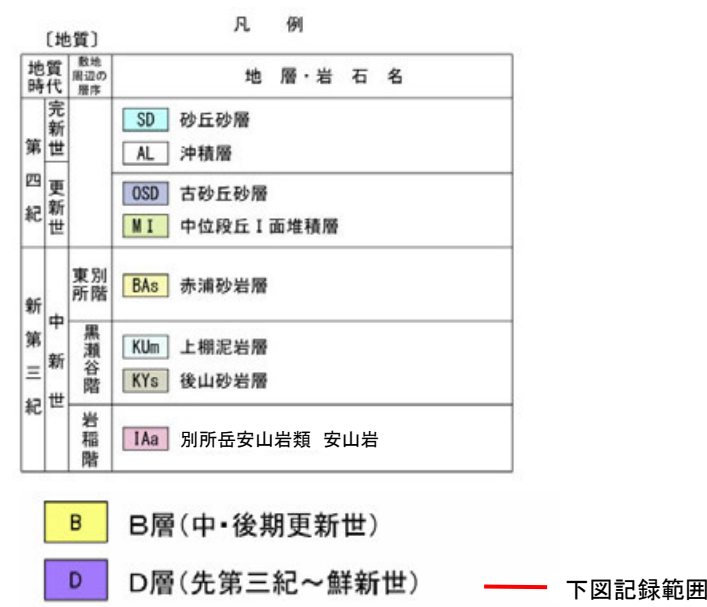 凡 例
〔地質〕
地質時代 敷地周辺の層序 地層・岩石名
第四紀 完新世 SD 砂丘砂層
AL 沖積層
更新世 OSD 古砂丘砂層
MⅠ 中位段丘Ⅰ面堆積層
新第三紀 中新世 東別所階 BAs 赤浦砂岩層
黒瀬谷階 KUm 上棚泥岩層
KYs 後山砂岩層
岩稲階 IAa 別所岳安山岩類 安山岩
B B層(中・後期更新世)
D D層(先第三紀～鮮新世) 下図記録範囲